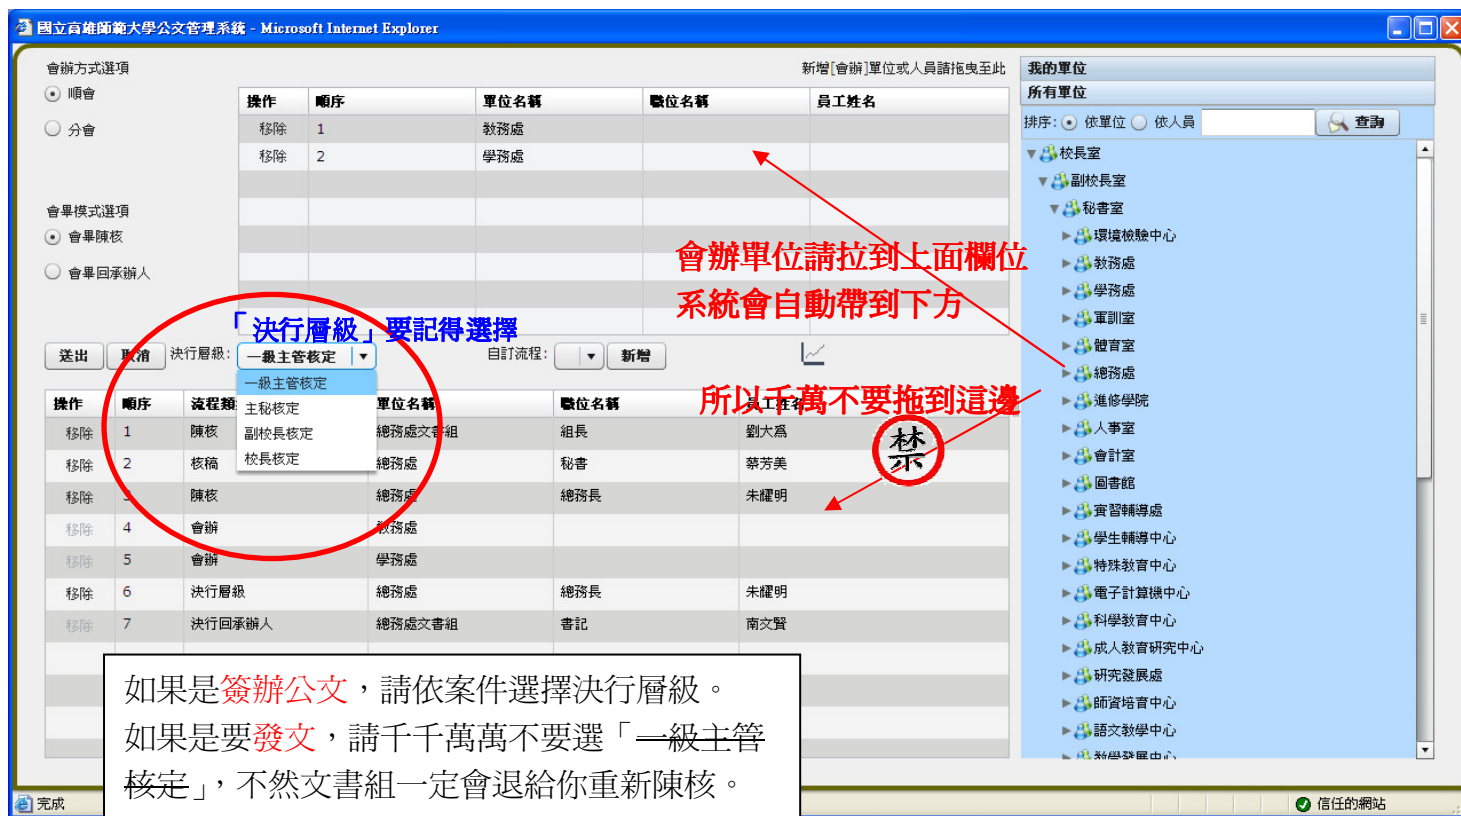 國立高雄師範大學公文管理系統 - Microsoft Internet Explorer
會辦方式選項
順會
分會
會畢模式選項
會畢陳核
會畢回承辦人
新增[會辦]單位或人員請拖曳至此
操作 順序 單位名稱 職位名稱 員工姓名
移除 1 教務處
移除 2 學務處
會辦單位請拉到上面欄位
系統會自動帶到下方
「決行層級」要記得選擇
送出 取消 決行層級: 一級主管核定 自訂流程: 新增
一級主管核定
主秘核定
副校長核定
校長核定
所以千萬不要拖到這邊
禁
操作 順序 流程類 單位名稱 職位名稱 員工姓名
移除 1 陳核 總務處文書組 組長 劉大爲
移除 2 核稿 總務處 秘書 蔡芳美
移除 3 陳核 總務處 總務長 朱耀明
移除 4 會辦 教務處
移除 5 會辦 學務處
移除 6 決行層級 總務處 總務長 朱耀明
移除 7 決行回承辦人 總務處文書組 書記 南文賢
如果是簽辦公文，請依案件選擇決行層級。
如果是要發文，請千千萬萬不要選「一級主管
核定」，不然文書組一定會退給你重新陳核。
我的單位
所有單位
排序: 依單位 依人員 查詢
校長室
副校長室
秘書室
環境檢驗中心
教務處
學務處
軍訓室
體育室
總務處
進修學院
人事室
會計室
圖書館
實習輔導處
學生輔導中心
特殊教育中心
電子計算機中心
科學教育中心
成人教育研究中心
研究發展處
師資培育中心
語文教學中心
教學發展中心
完成
信任的網站